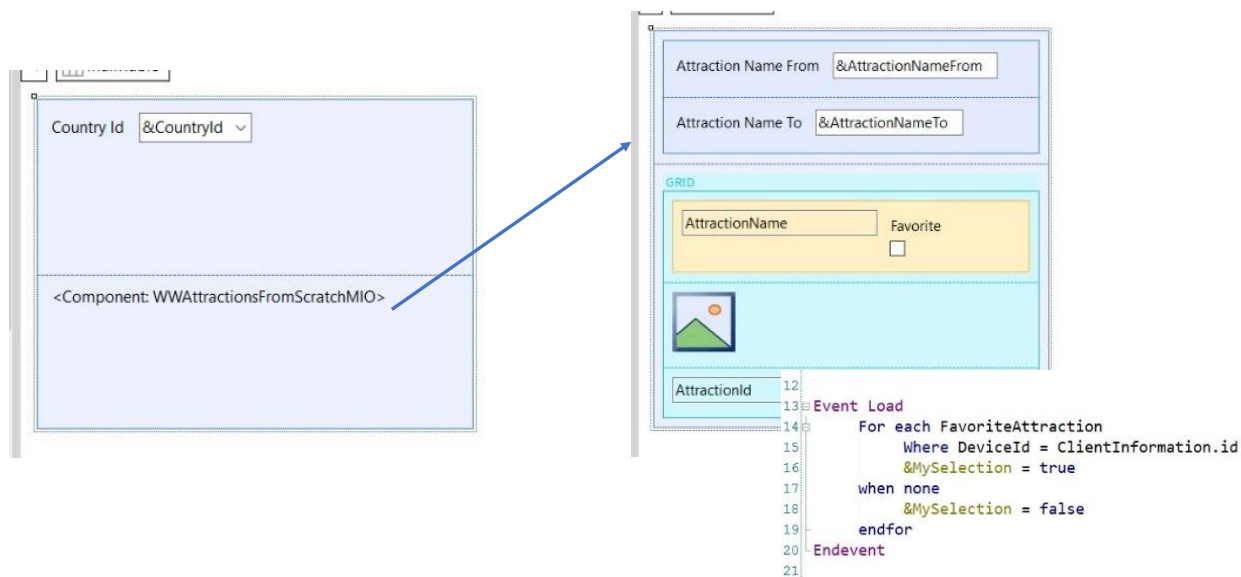 Country Id &CountryId
<Component: WWAttractionsFromScratchMIO>
Attraction Name From &AttractionNameFrom
Attraction Name To &AttractionNameTo
GRID
AttractionName Favorite
AttractionId
12
13 Event Load
14 For each FavoriteAttraction
15 Where DeviceId = ClientInformation.id
16 &MySelection = true
17 when none
18 &MySelection = false
19 endfor
20 Endevent
21